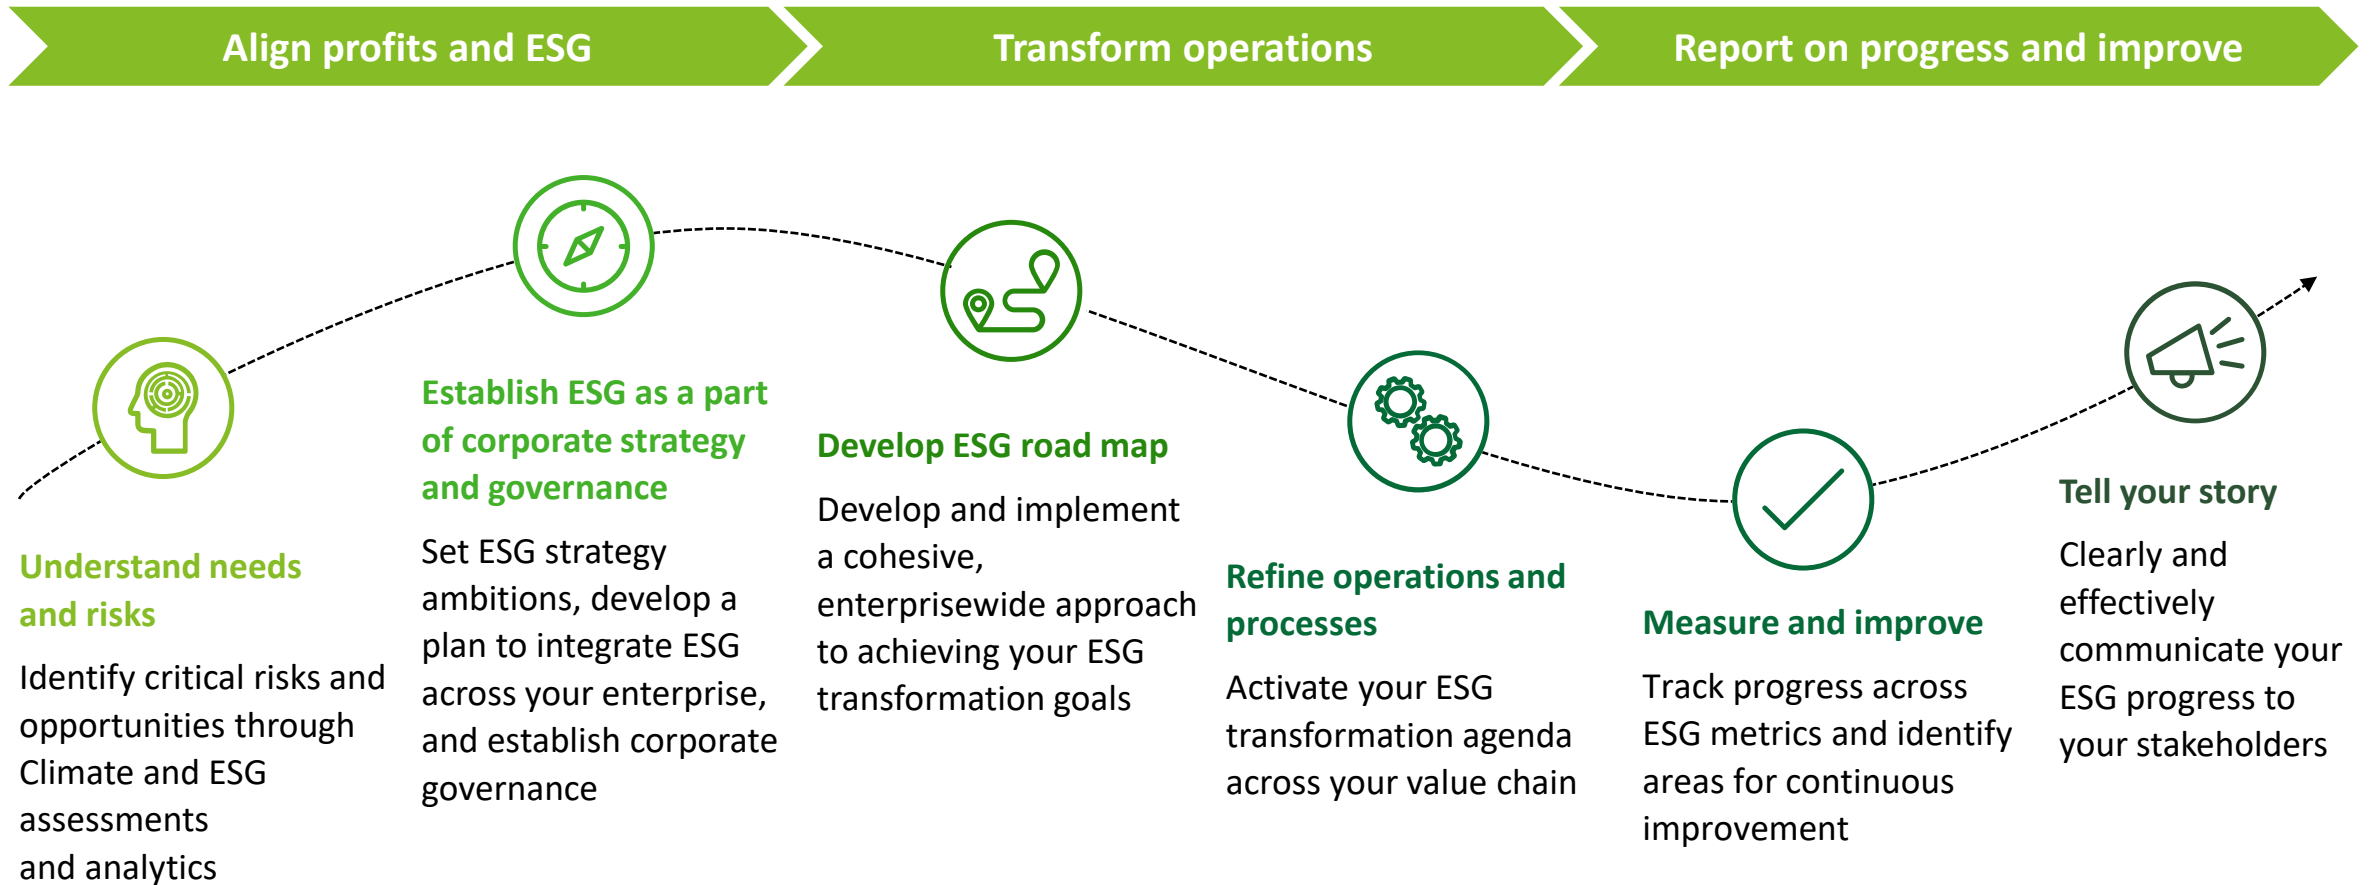 Align profits and ESG
Transform operations
Report on progress and improve
Understand needs
and risks
Identify critical risks and
opportunities through
Climate and ESG
assessments
and analytics
Establish ESG as a part
of corporate strategy
and governance
Set ESG strategy
ambitions, develop a
plan to integrate ESG
across your enterprise,
and establish corporate
governance
Develop ESG road map
Develop and implement
a cohesive,
enterprisewide approach
to achieving your ESG
transformation goals
Refine operations and
processes
Activate your ESG
transformation agenda
across your value chain
Measure and improve
Track progress across
ESG metrics and identify
areas for continuous
improvement
Tell your story
Clearly and
effectively
communicate your
ESG progress to
your stakeholders